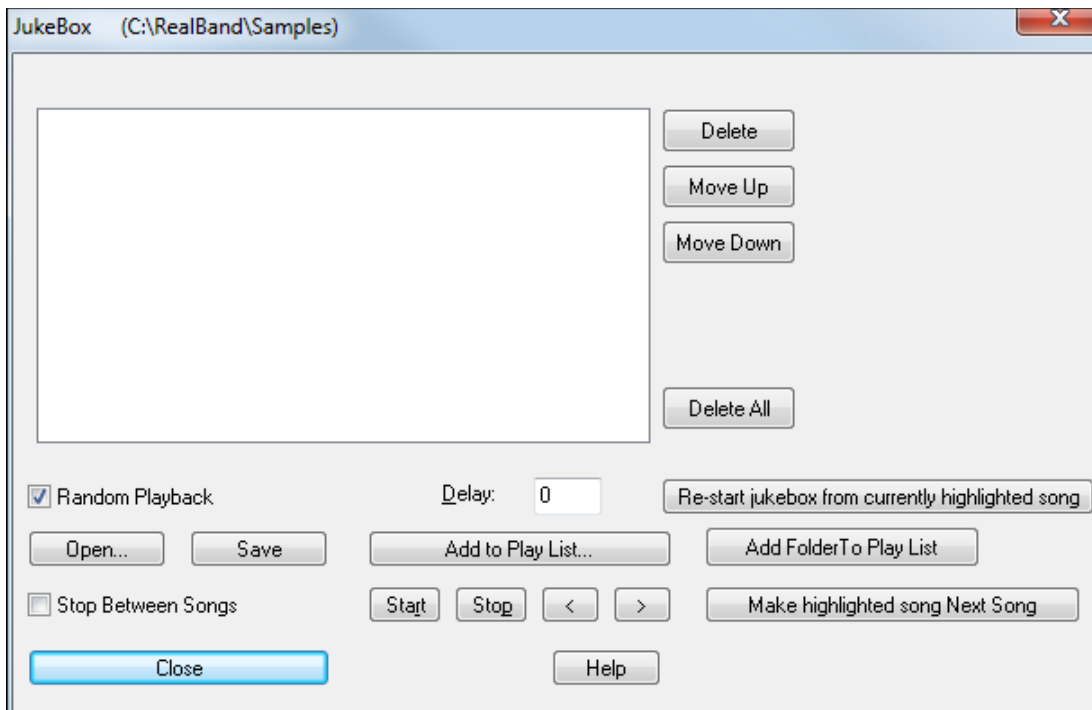 JukeBox (C:\RealBand\Samples)
Delete
Move Up
Move Down
Delete All
Random Playback
Delay: 0
Re-start jukebox from currently highlighted song
Open...
Save
Add to Play List...
Add FolderTo Play List
Stop Between Songs
Start
Stop
<
>
Make highlighted song Next Song
Close
Help